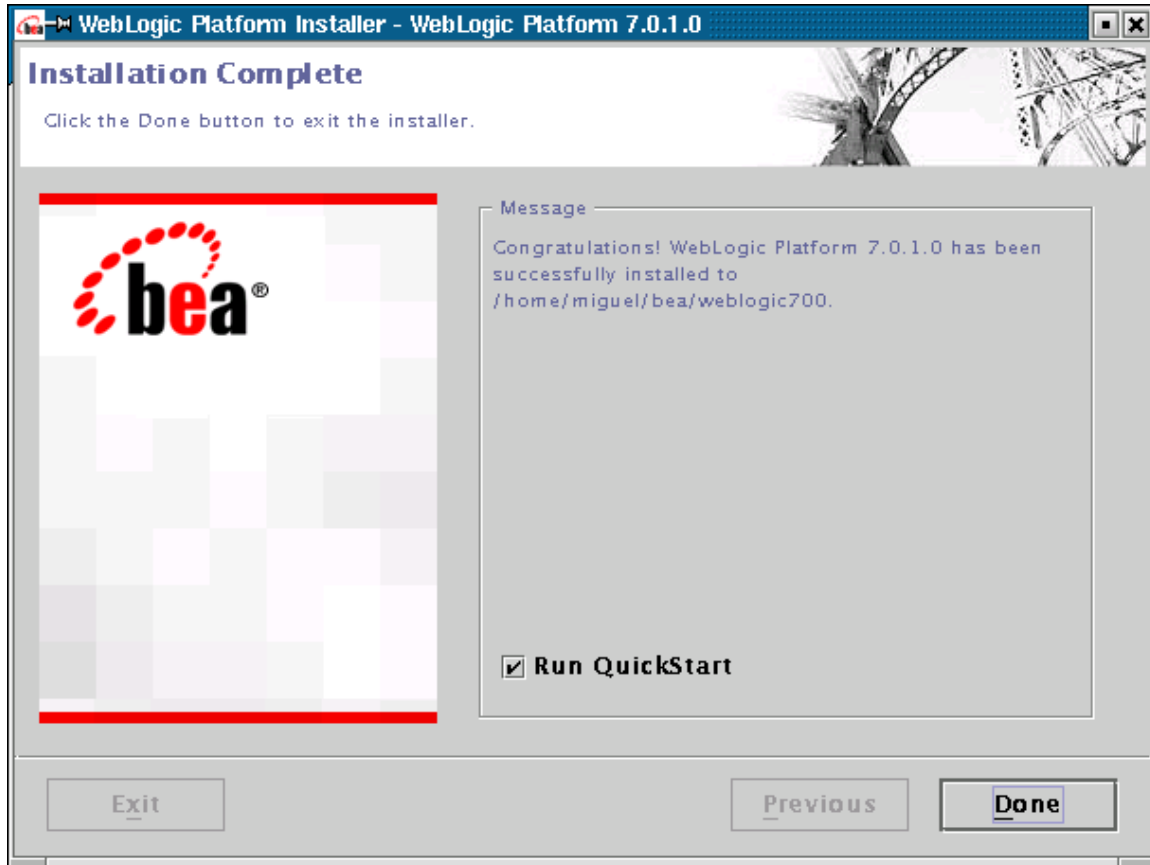 bea
WebLogic Platform Installer - WebLogic Platform 7.0.1.0
Installation Complete
Click the Done button to exit the installer.
bea®
Message
Congratulations! WebLogic Platform 7.0.1.0 has been
successfully installed to
/home/miguel/bea/weblogic700.
Run QuickStart
Exit
Previous
Done